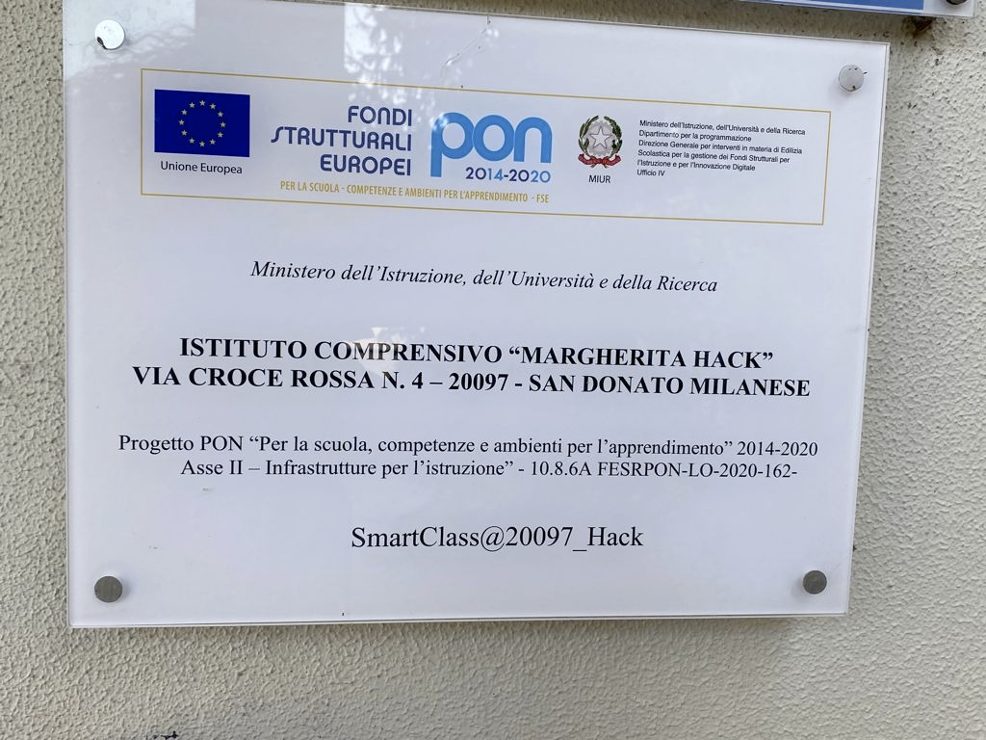 Unione Europea
FONDI
STRUTTURALI
EUROPEI
pon
2014-2020
PER LA SCUOLA - COMPETENZE E AMBIENTI PER L'APPRENDIMENTO - FSE
MIUR
Ministero dell'Istruzione, dell'Università e della Ricerca
Dipartimento per la programmazione
Direzione Generale per interventi in materia di Edilizia
Scolastica per la gestione dei Fondi Strutturali per
l'Istruzione e per l'Innovazione Digitale
Ufficio IV
Ministero dell'Istruzione, dell'Università e della Ricerca
ISTITUTO COMPRENSIVO “MARGHERITA HACK”
VIA CROCE ROSSA N. 4 – 20097 - SAN DONATO MILANESE
Progetto PON “Per la scuola, competenze e ambienti per l'apprendimento” 2014-2020
Asse II – Infrastrutture per l'istruzione” - 10.8.6A FESRPON-LO-2020-162-
SmartClass@20097_Hack